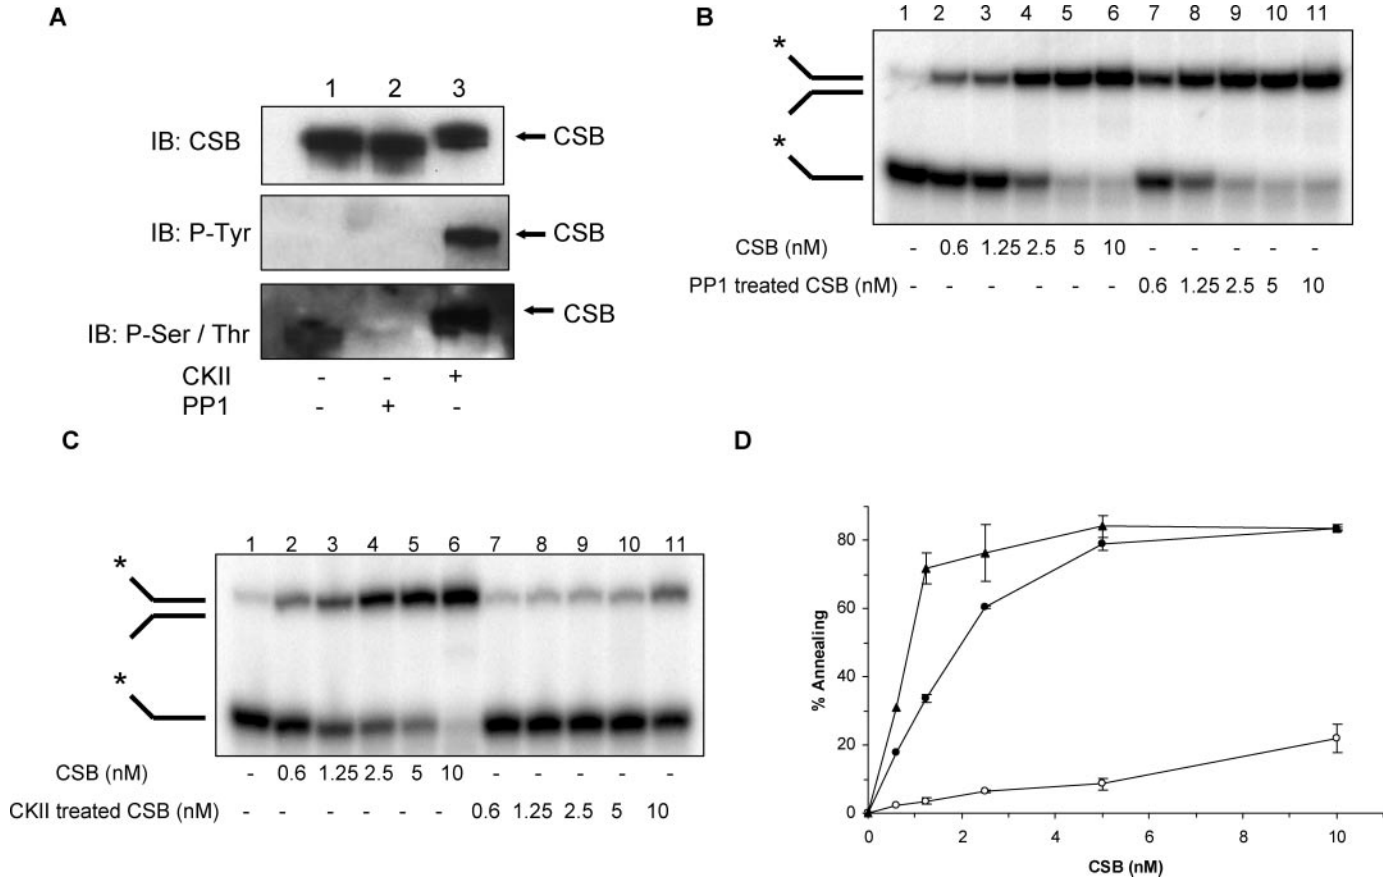 A
1 2 3
IB: CSB
CSB
IB: P-Tyr
CSB
IB: P-Ser / Thr
CSB
CKII - - +
PP1 - + -
B
1 2 3 4 5 6 7 8 9 10 11
*
*
CSB (nM) - 0.6 1.25 2.5 5 10 - - - - -
PP1 treated CSB (nM) - - - - - - 0.6 1.25 2.5 5 10
C
1 2 3 4 5 6 7 8 9 10 11
*
*
CSB (nM) - 0.6 1.25 2.5 5 10 - - - - -
CKII treated CSB (nM) - - - - - - 0.6 1.25 2.5 5 10
D
% Annealing
80
60
40
20
0
0 2 4 6 8 10
CSB (nM)